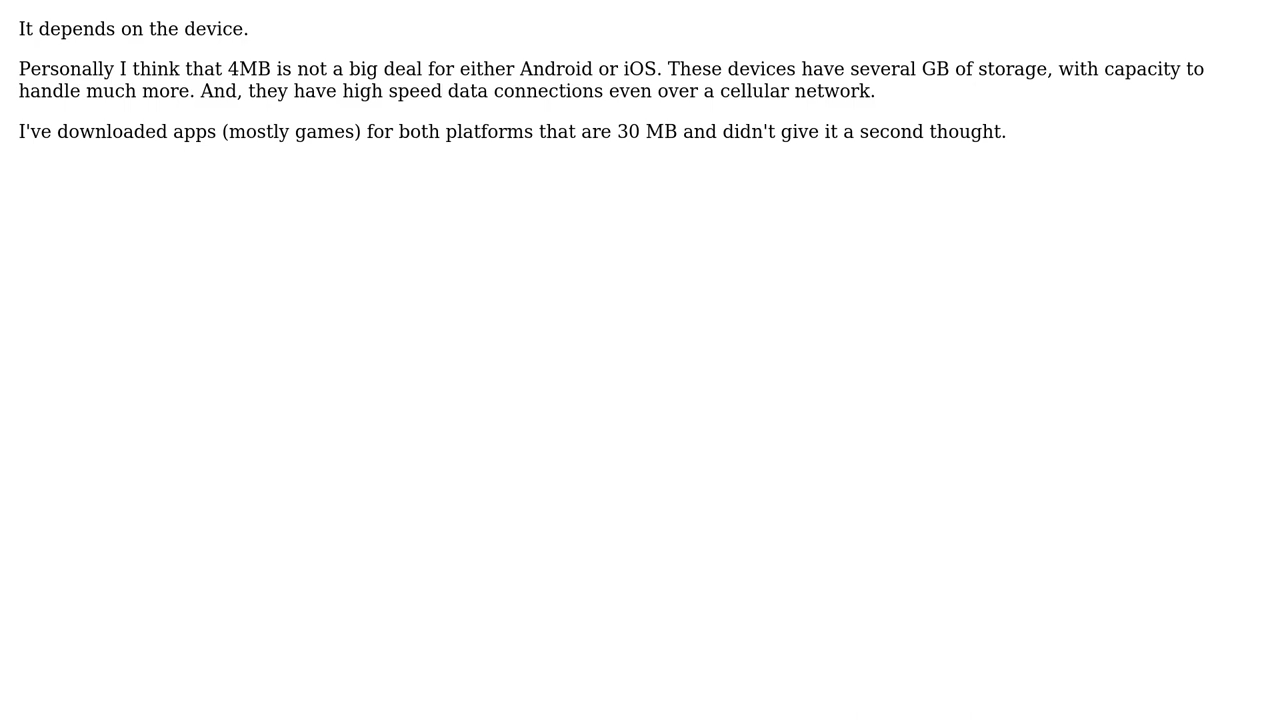 It depends on the device.
Personally I think that 4MB is not a big deal for either Android or iOS. These devices have several GB of storage, with capacity to
handle much more. And, they have high speed data connections even over a cellular network.
I've downloaded apps (mostly games) for both platforms that are 30 MB and didn't give it a second thought.